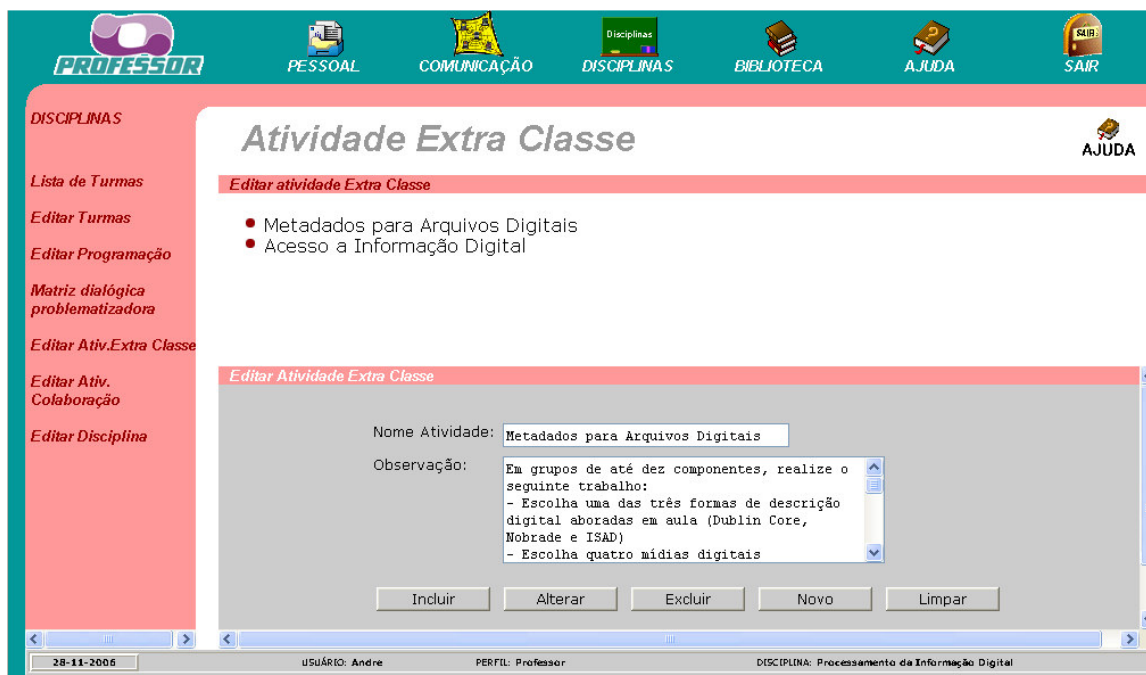 PROFESSOR
PESSOAL
COMUNICAÇÃO
Disciplinas
DISCIPLINAS
BIBLIOTECA
AJUDA
SAIR
SAIR
DISCIPLINAS
Lista de Turmas
Editar Turmas
Editar Programação
Matriz dialógica
problematizadora
Editar Ativ.Extra Classe
Editar Ativ.
Colaboração
Editar Disciplina
Atividade Extra Classe
AJUDA
Editar atividade Extra Classe
Metadados para Arquivos Digitais
Acesso a Informação Digital
Editar Atividade Extra Classe
Nome Atividade: Metadados para Arquivos Digitais
Observação: Em grupos de até dez componentes, realize o
seguinte trabalho:
- Escolha uma das três formas de descrição
digital aboradas em aula (Dublin Core,
Nobrade e ISAD)
- Escolha quatro mídias digitais
Incluir Alterar Excluir Novo Limpar
28-11-2006 USUÁRIO: Andre PERFIL: Professor DISCIPLINA: Processamento da Informação Digital